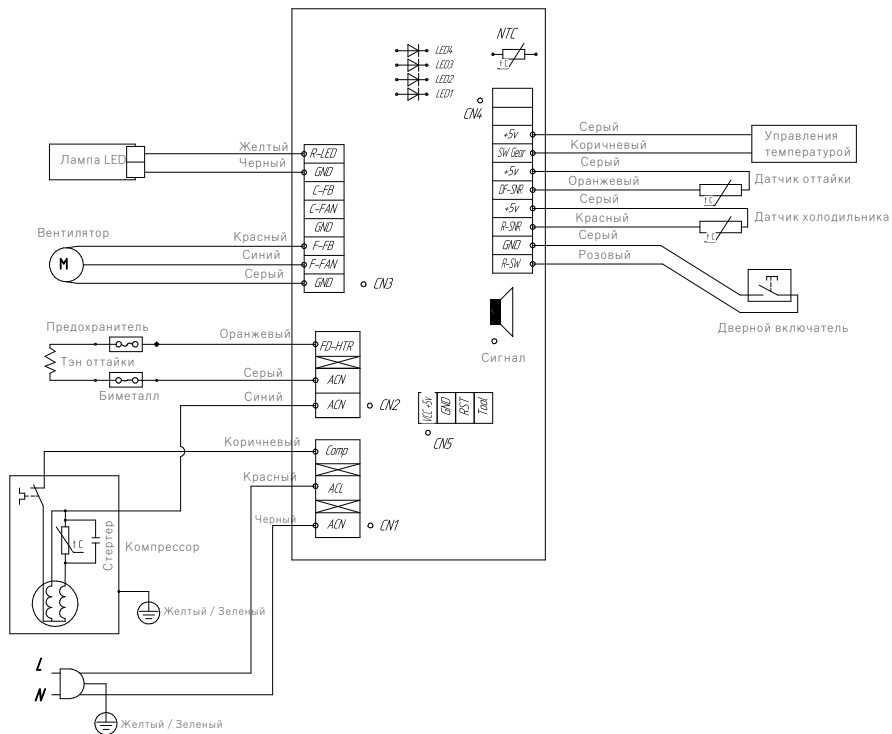 NTC
LED4
LED3
LED2
LED1
t C
CN4
+5v
SW Gear
+5v
DF-SNR
+5v
R-SNR
GND
R-SW
Серый
Коричневый
Серый
Оранжевый
Серый
Красный
Серый
Розовый
Управления
температурой
Датчик оттайки
t C
Датчик холодильника
t C
Дверной включатель
Лампа LED
Желтый
Черный
R-LED
GND
C-FB
C-FAN
GND
F-FB
F-FAN
GND
CN3
Вентилятор
M
Красный
Синий
Серый
Сигнал
Предохранитель
Тэн оттайки
Биметалл
Оранжевый
Серый
Синий
FD-HTR
ACN
ACN
CN2
VCC +5v
GND
RST
Tool
CN5
Коричневый
Красный
Черный
Comp
ACL
ACN
CN1
t C
Стертер
Компрессор
Желтый / Зеленый
L
N
Желтый / Зеленый